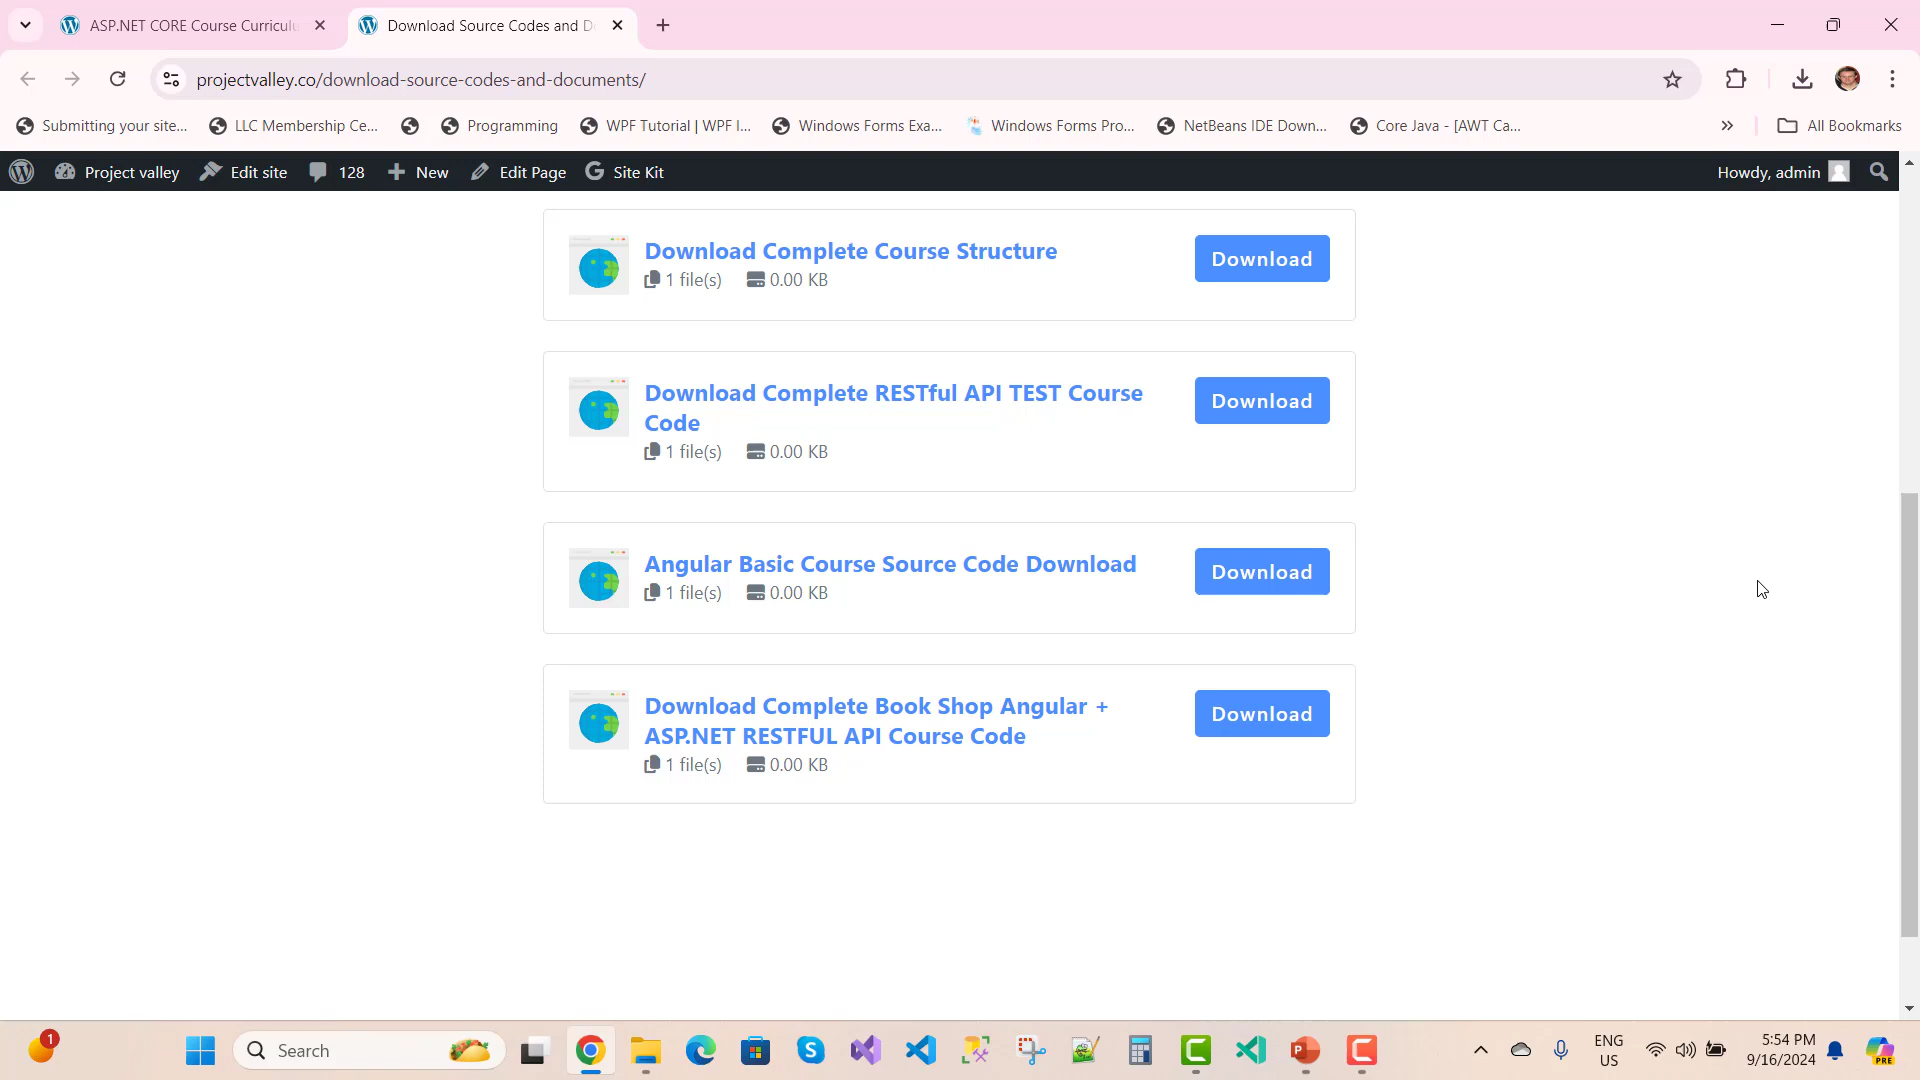 ASP.NET CORE Course Curricul
Download Source Codes and D
projectvalley.co/download-source-codes-and-documents/
Submitting your site...
LLC Membership Ce...
Programming
WPF Tutorial | WPF I...
Windows Forms Exa...
Windows Forms Pro...
NetBeans IDE Down...
Core Java - [AWT Ca...
All Bookmarks
Project valley
Edit site
128
New
Edit Page
Site Kit
Howdy, admin
Download Complete Course Structure
1 file(s) 0.00 KB
Download
Download Complete RESTful API TEST Course
Code
1 file(s) 0.00 KB
Download
Angular Basic Course Source Code Download
1 file(s) 0.00 KB
Download
Download Complete Book Shop Angular +
ASP.NET RESTFUL API Course Code
1 file(s) 0.00 KB
Download
1
Search
ENG
US
5:54 PM
9/16/2024
PRE